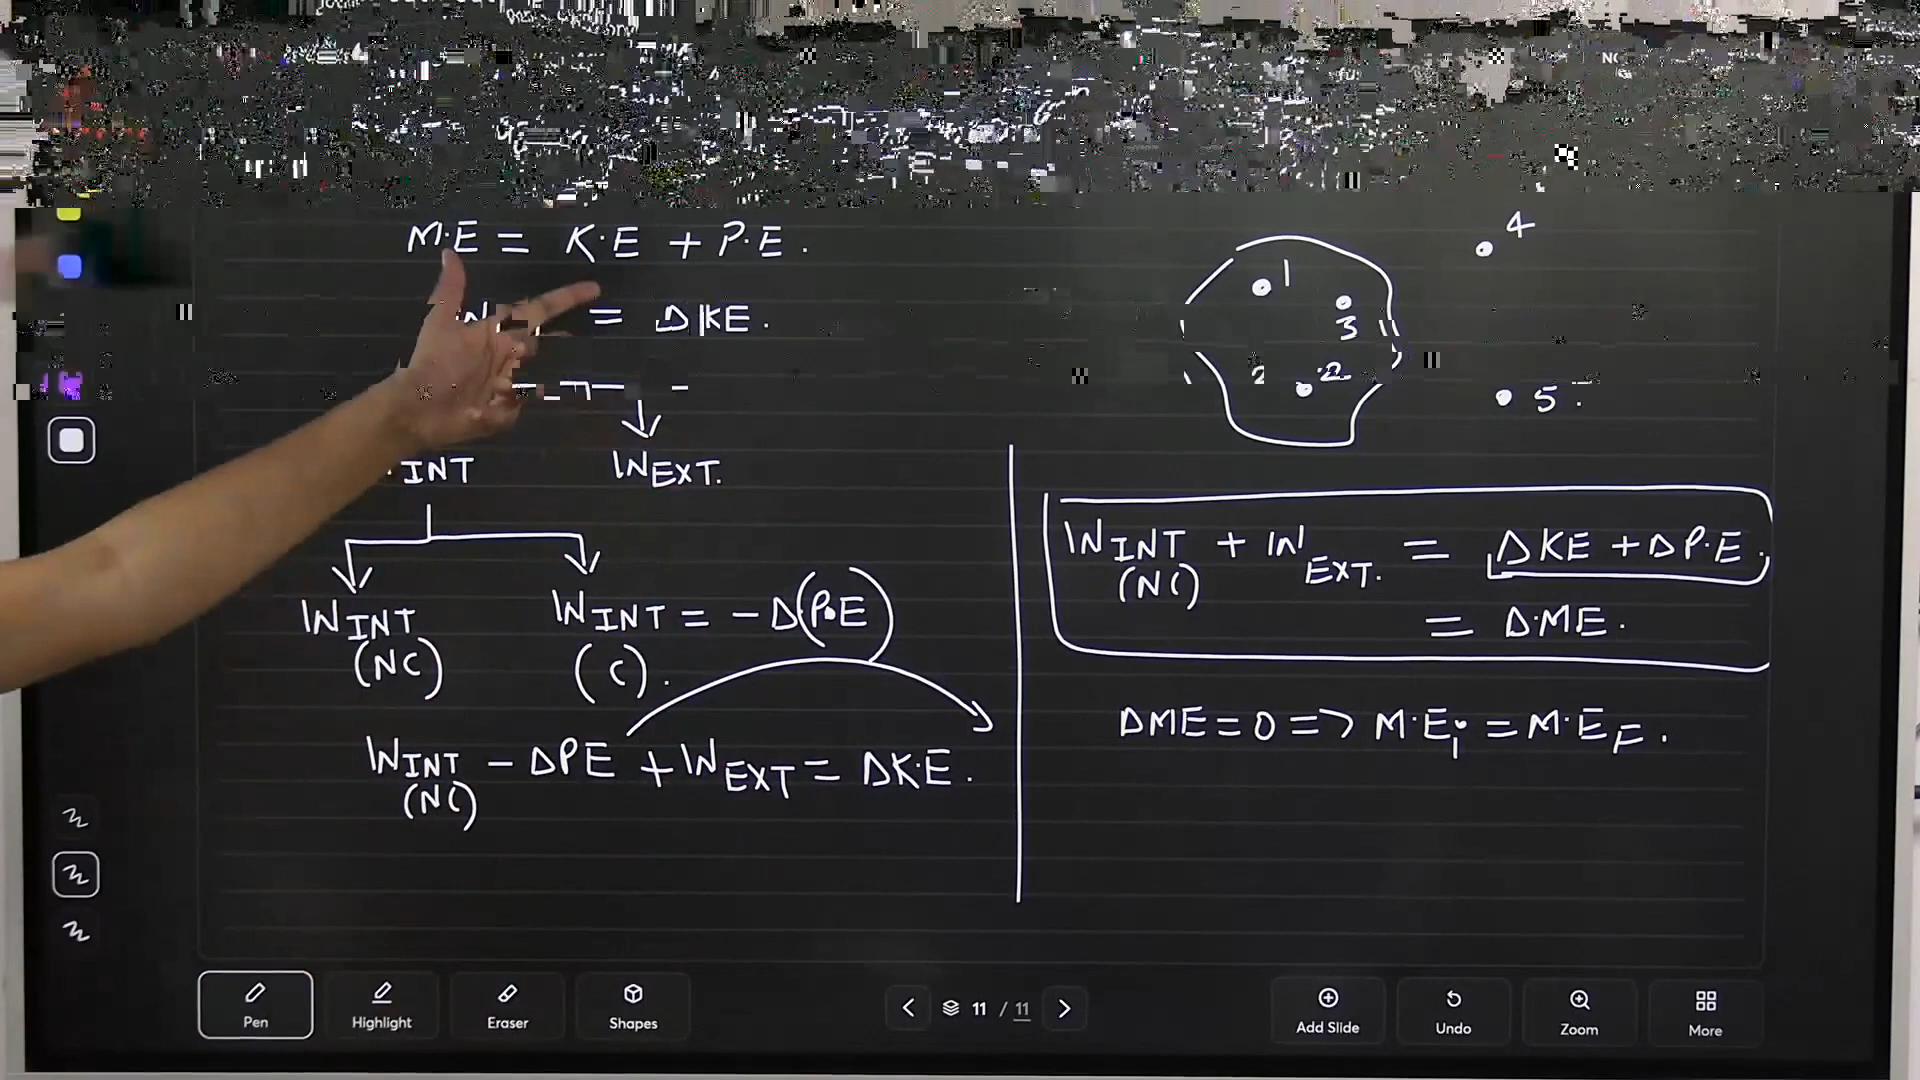 M.E = K.E + P.E.
= ΔKE.
INT
WEXT.
WINT (NC)
WINT (C). = -Δ(P.E)
WINT (NC) - ΔPE + WEXT = ΔK.E.
1
3
2
4
5.
WINT (NC) + WEXT. = ΔKE + ΔP.E.
= ΔME.
ΔME = 0 => M.Ei = M.EF.
Pen
Highlight
Eraser
Shapes
11 / 11
Add Slide
Undo
Zoom
More